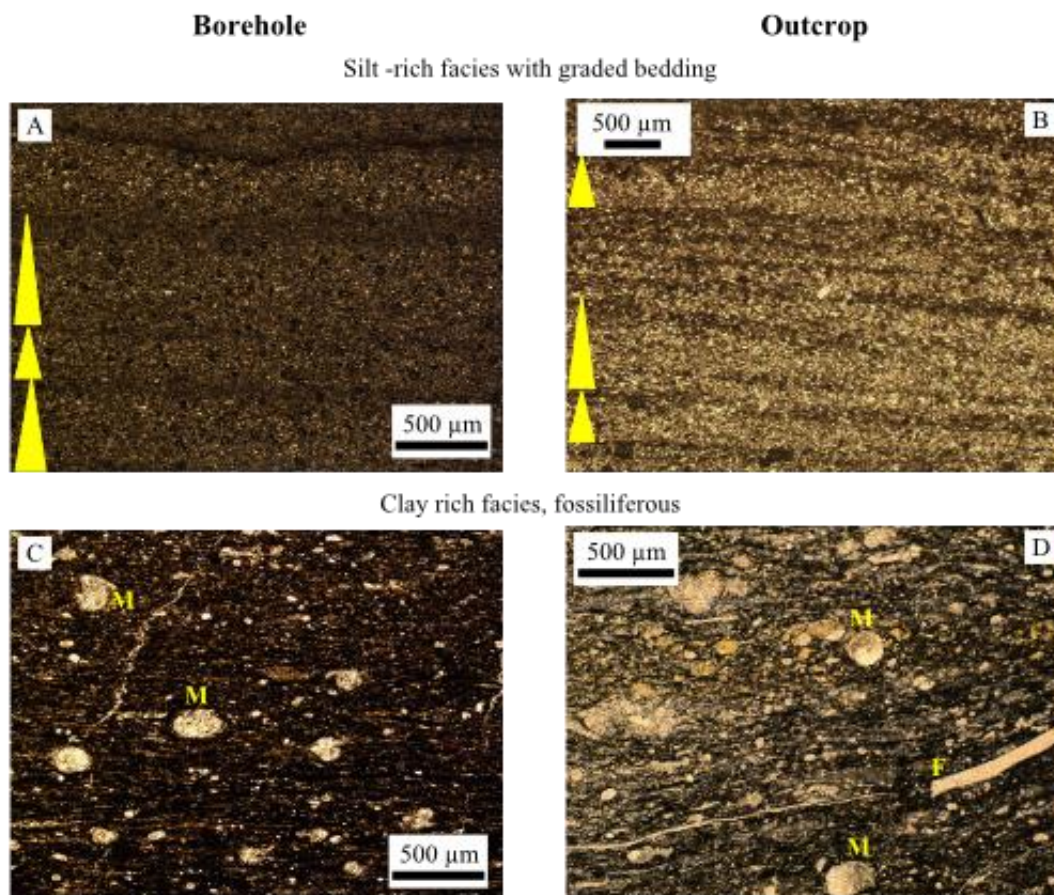 Borehole Outcrop
Silt -rich facies with graded bedding
A 500 µm B
500 µm
Clay rich facies, fossiliferous
C 500 µm D
M M
M
F
500 µm M